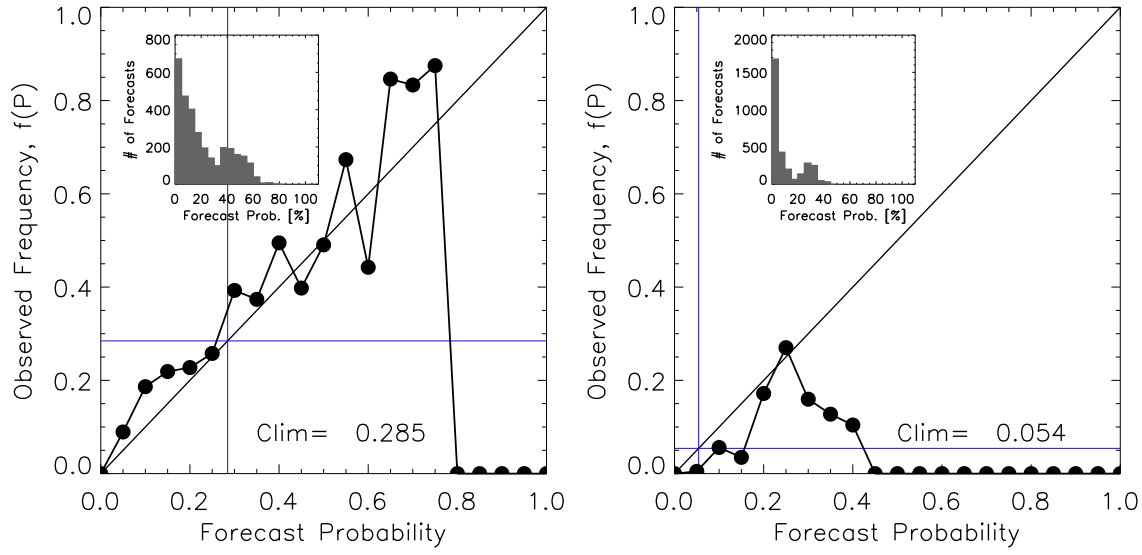 1.0
0.8
0.6
0.4
0.2
0.0
Observed Frequency, f(P)
0.0 0.2 0.4 0.6 0.8 1.0
Forecast Probability
Clim= 0.285
800
600
400
200
0
# of Forecasts
0 20 40 60 80 100
Forecast Prob. [%]
1.0
0.8
0.6
0.4
0.2
0.0
Observed Frequency, f(P)
0.0 0.2 0.4 0.6 0.8 1.0
Forecast Probability
Clim= 0.054
2000
1500
1000
500
0
# of Forecasts
0 20 40 60 80 100
Forecast Prob. [%]